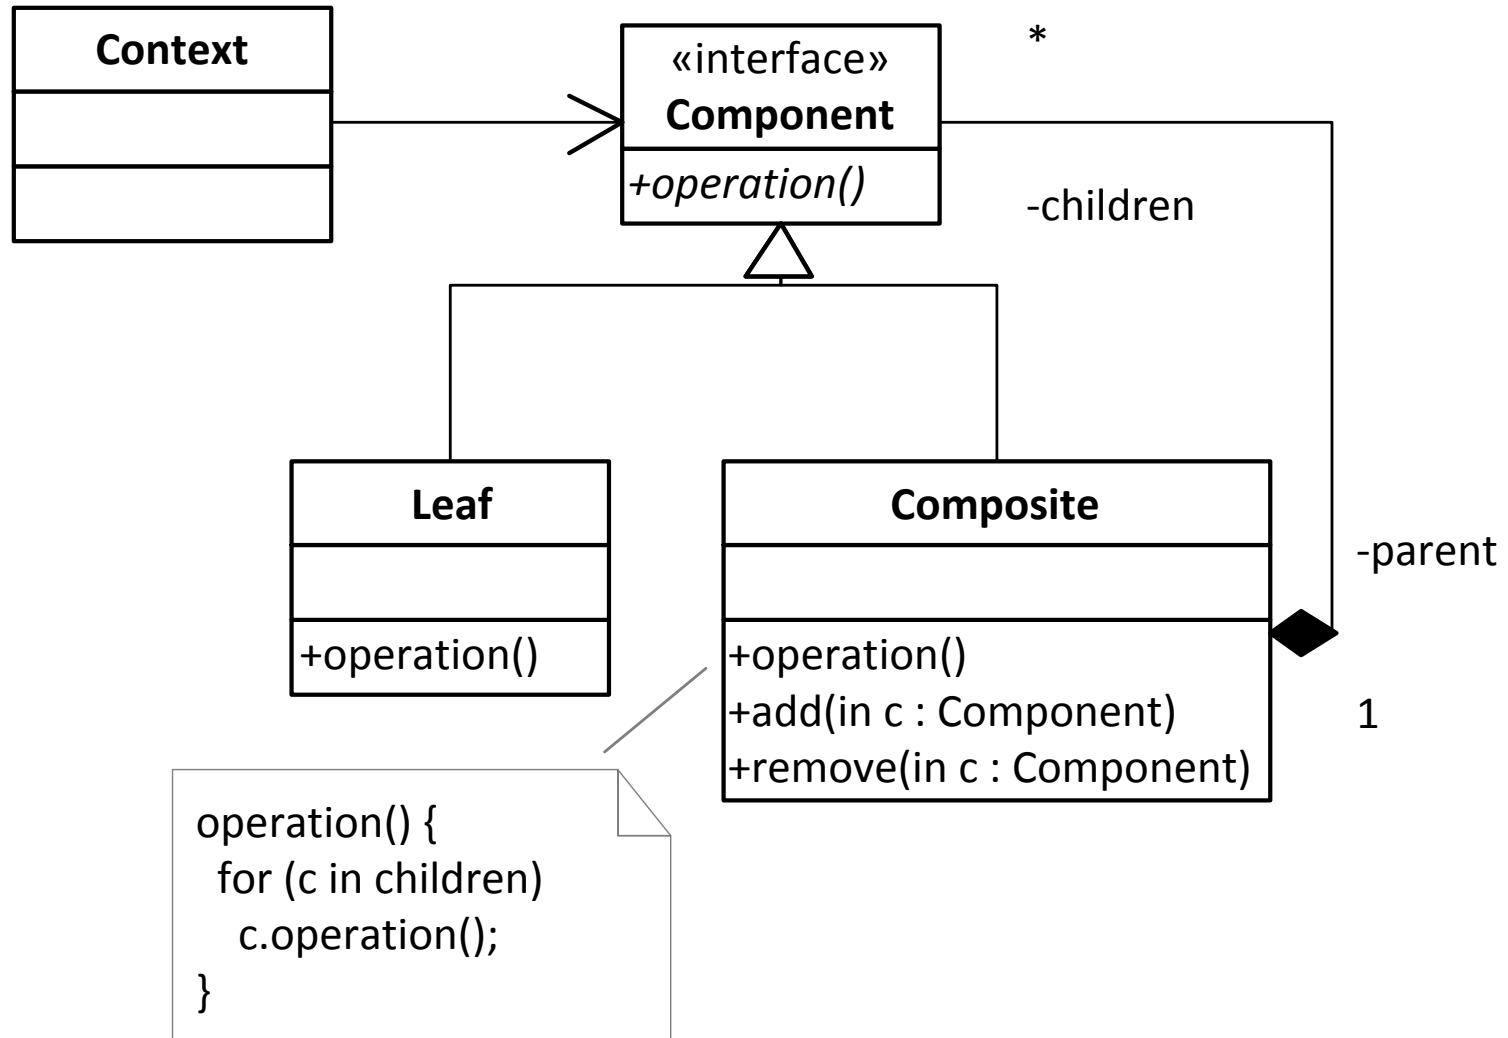 Context
«interface»
Component
+operation()
*
-children
Leaf
+operation()
Composite
+operation()
+add(in c : Component)
+remove(in c : Component)
-parent
1
operation() {
for (c in children)
c.operation();
}